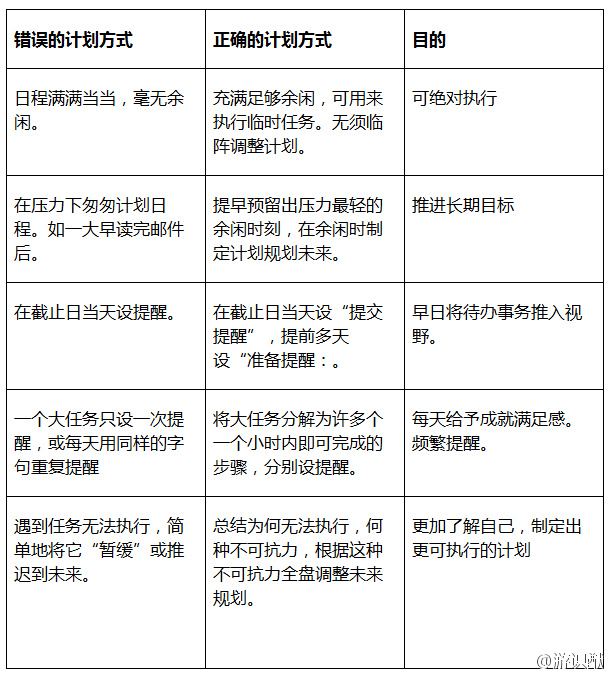 错误的计划方式
正确的计划方式
目的
日程满满当当，毫无余
闲。
充满足够余闲，可用来
执行临时任务。无须临
阵调整计划。
可绝对执行
在压力下匆匆计划日
程。如一大早读完邮件
后。
提早预留出压力最轻的
余闲时刻，在余闲时制
定计划规划未来。
推进长期目标
在截止日当天设提醒。
在截止日当天设“提交
提醒”，提前多天
设“准备提醒：。
早日将待办事务推入视
野。
一个大任务只设一次提
醒，或每天用同样的字
句重复提醒
将大任务分解为许多个
一个小时内即可完成的
步骤，分别设提醒。
每天给予成就满足感。
频繁提醒。
遇到任务无法执行，简
单地将它“暂缓”或推
迟到未来。
总结为何无法执行，何
种不可抗力，根据这种
不可抗力全盘调整未来
规划。
更加了解自己，制定出
更可执行的计划